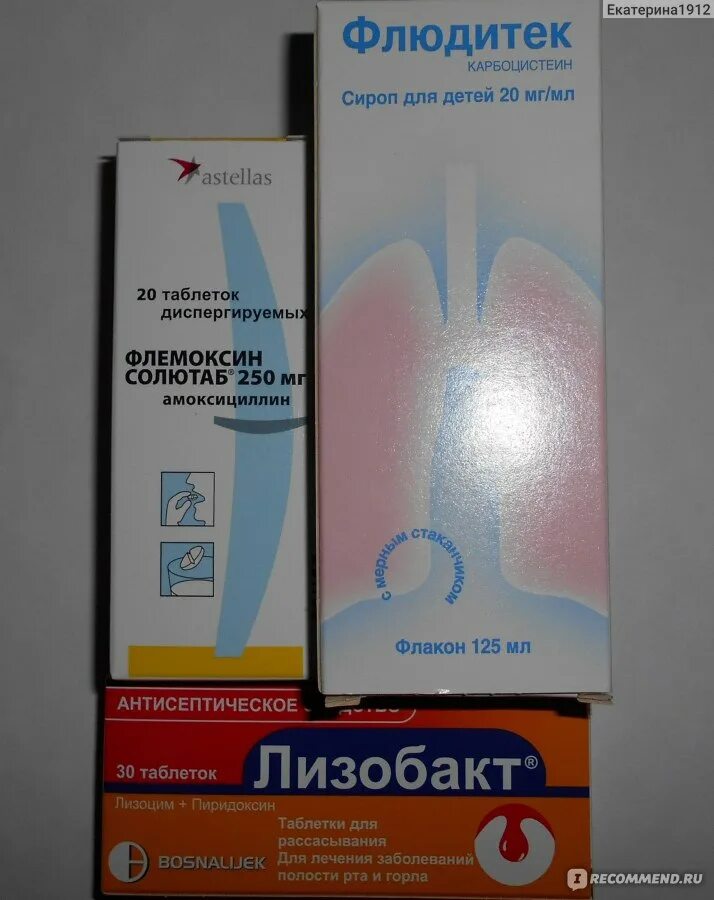 Екатерина1912
Флюдитек
КАРБОЦИСТЕИН
Сироп для детей 20 мг/мл
с мерным стаканчиком
Флакон 125 мл
astellas
20 таблеток
диспергируемых
ФЛЕМОКСИН
СОЛЮТАБ® 250 мг
амоксициллин
АНТИСЕПТИЧЕСКОЕ
30 таблеток
Лизобакт®
Лизоцим + Пиридоксин
Таблетки для
рассасывания
Для лечения заболеваний
полости рта и горла
BOSNALIJEK
IRECOMMEND.RU